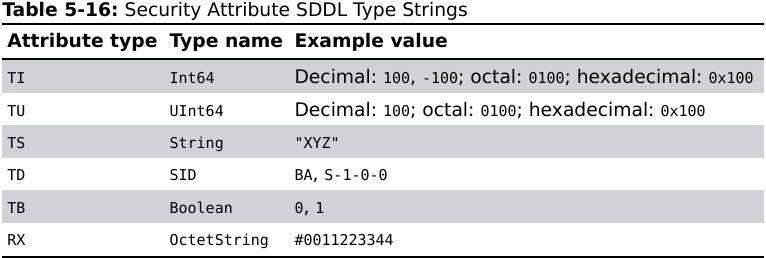 Table 5-16: Security Attribute SDDL Type Strings
Attribute type Type name Example value
TI Int64 Decimal: 100, -100; octal: 0100; hexadecimal: 0x100
TU UInt64 Decimal: 100; octal: 0100; hexadecimal: 0x100
TS String "XYZ"
TD SID BA, S-1-0-0
TB Boolean 0, 1
RX OctetString #0011223344